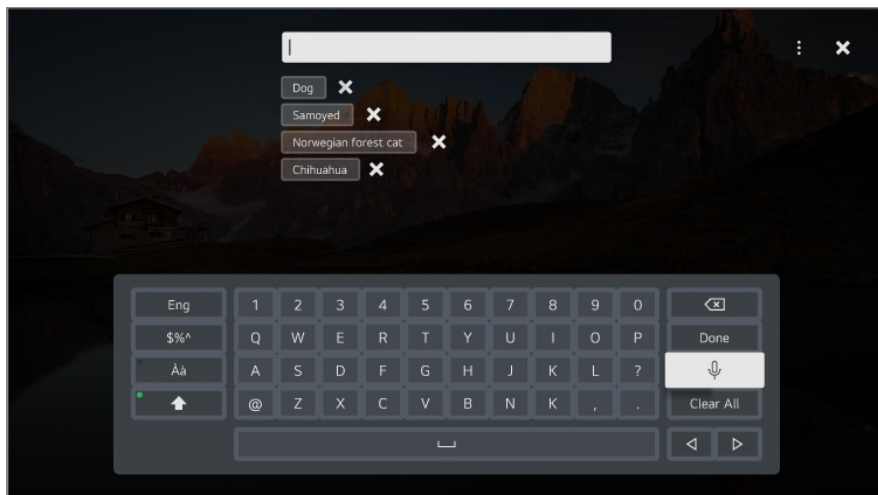 Dog
Samoyed
Norwegian forest cat
Chihuahua
Eng 1 2 3 4 5 6 7 8 9 0
$%^ Q W E R T Y U I O P Done
Àà A S D F G H J K L ?
@ Z X C V B N K , . Clear All